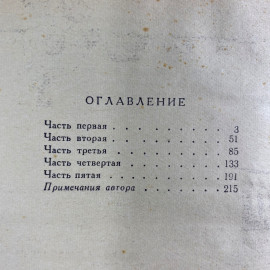 ОГЛАВЛЕНИЕ
Часть первая . . . . . . . . 3
Часть вторая . . . . . . . . 51
Часть третья . . . . . . . . 85
Часть четвертая . . . . . . . 133
Часть пятая . . . . . . . . 191
Примечания автора . . . . . . 215